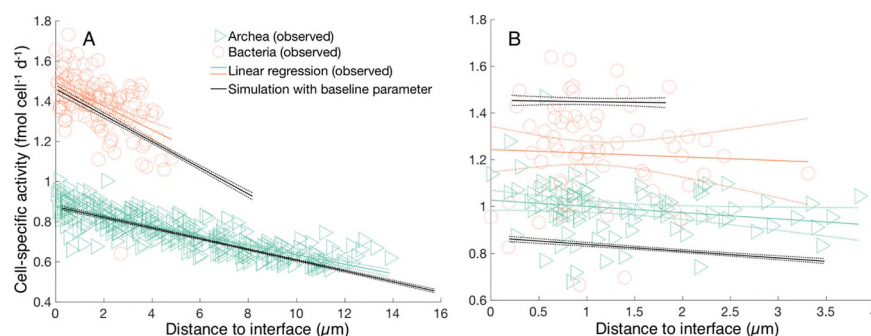 A
Archea (observed)
Bacteria (observed)
Linear regression (observed)
Simulation with baseline parameter
Cell-specific activity (fmol cell⁻¹ d⁻¹)
1.8
1.6
1.4
1.2
1
0.8
0.6
0.4
0 2 4 6 8 10 12 14 16
Distance to interface (μm)
B
1.8
1.6
1.4
1.2
1
0.8
0.6
0 0.5 1 1.5 2 2.5 3 3.5
Distance to interface (μm)